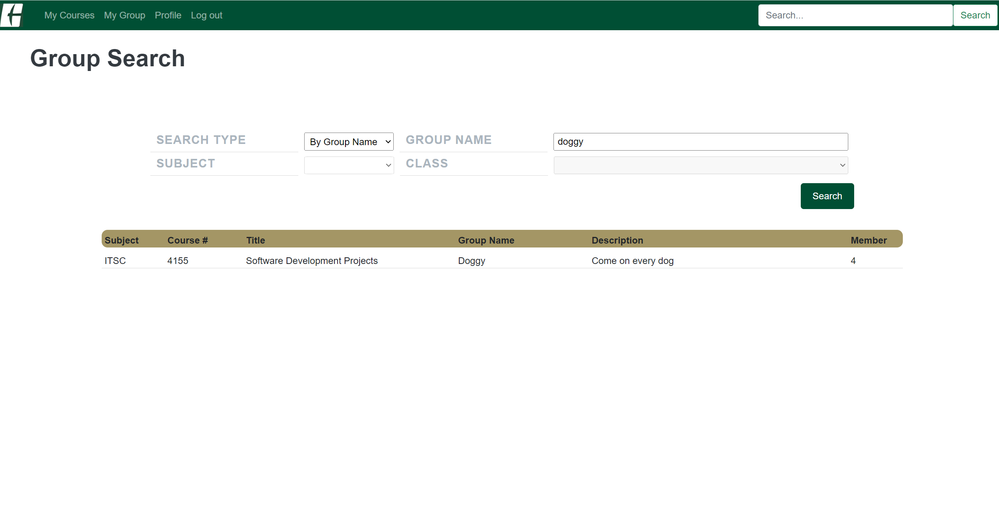 My Courses My Group Profile Log out Search... Search
Group Search
SEARCH TYPE By Group Name GROUP NAME doggy
SUBJECT CLASS
Search
Subject Course # Title Group Name Description Member
ITSC 4155 Software Development Projects Doggy Come on every dog 4